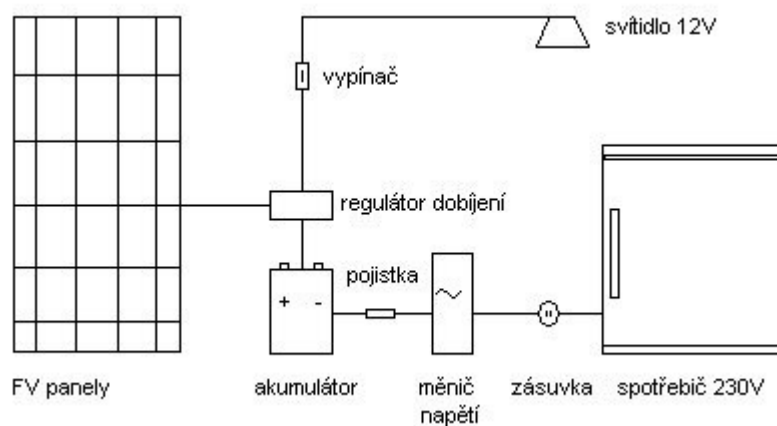 svítidlo 12V
vypínač
regulátor dobíjení
pojistka
+ -
FV panely
akumulátor
měnič
napětí
zásuvka
spotřebič 230V